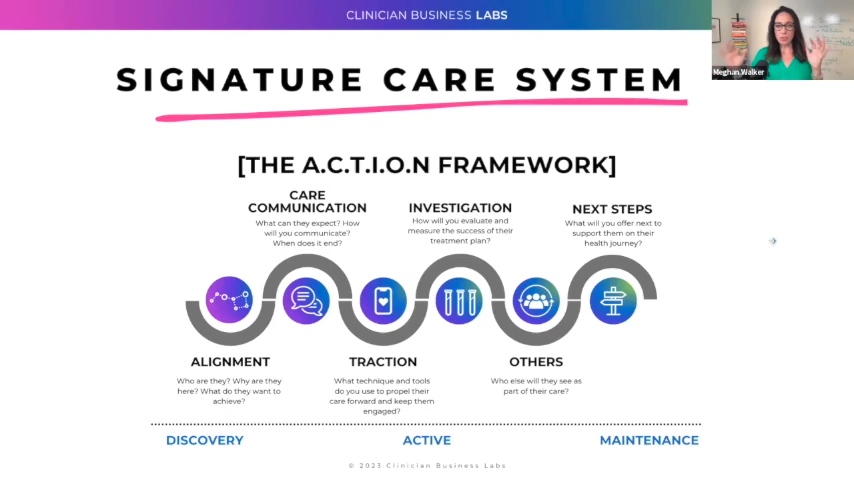 CLINICIAN BUSINESS LABS
Meghan Walker
SIGNATURE CARE SYSTEM
[THE A.C.T.I.O.N FRAMEWORK]
CARE
COMMUNICATION
What can they expect? How
will you communicate?
When does it end?
INVESTIGATION
How will you evaluate and
measure the success of their
treatment plan?
NEXT STEPS
What will you offer next to
support them on their
health journey?
ALIGNMENT
Who are they? Why are they
here? What do they want to
achieve?
TRACTION
What technique and tools
do you use to propel their
care forward and keep them
engaged?
OTHERS
Who else will they see as
part of their care?
DISCOVERY
ACTIVE
MAINTENANCE
© 2023 Clinician Business Labs